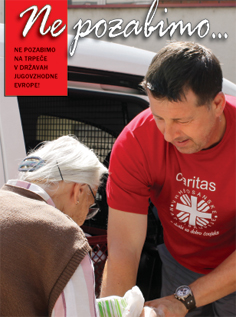 Ne pozabimo...
NE POZABIMO
NA TRPEČE
V DRŽAVAH
JUGOVZHODNE
EVROPE!
Caritas